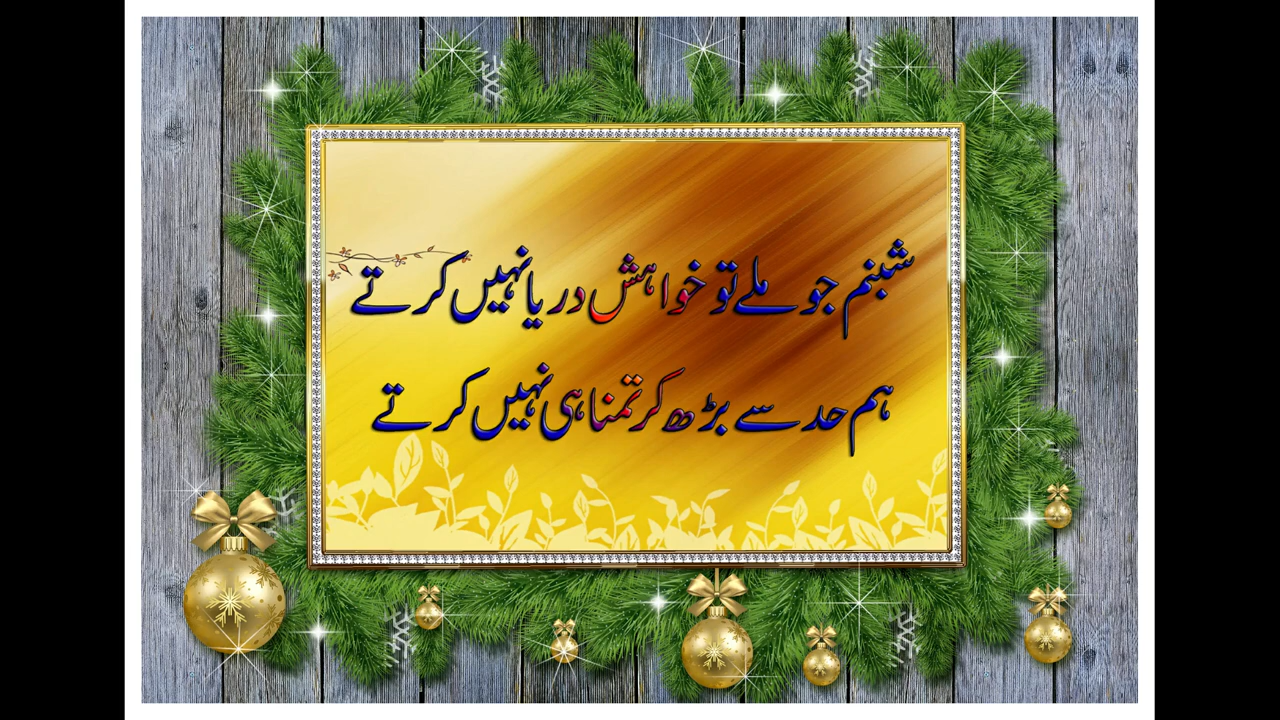 شبنم جو ملے تو خواہش دریا نہیں کرتے
ہم حد سے بڑھ کر تمنا ہی نہیں کرتے